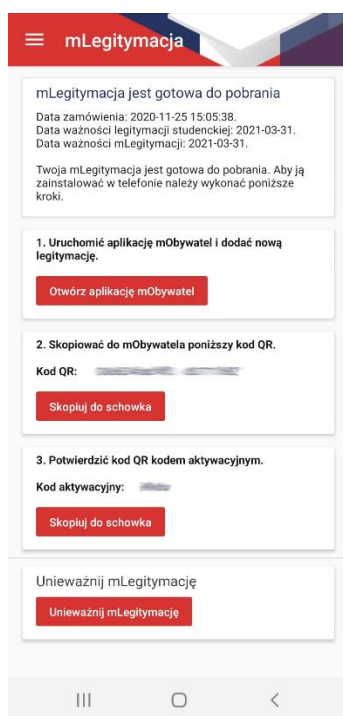 mLegitymacja
mLegitymacja jest gotowa do pobrania
Data zamówienia: 2020-11-25 15:05:38.
Data ważności legitymacji studenckiej: 2021-03-31.
Data ważności mLegitymacji: 2021-03-31.
Twoja mLegitymacja jest gotowa do pobrania. Aby ją
zainstalować w telefonie należy wykonać poniższe
kroki.
1. Uruchomić aplikację mObywatel i dodać nową
legitymację.
Otwórz aplikację mObywatel
2. Skopiować do mObywatela poniższy kod QR.
Kod QR:
Skopiuj do schowka
3. Potwierdzić kod QR kodem aktywacyjnym.
Kod aktywacyjny:
Skopiuj do schowka
Unieważnij mLegitymację
Unieważnij mLegitymację